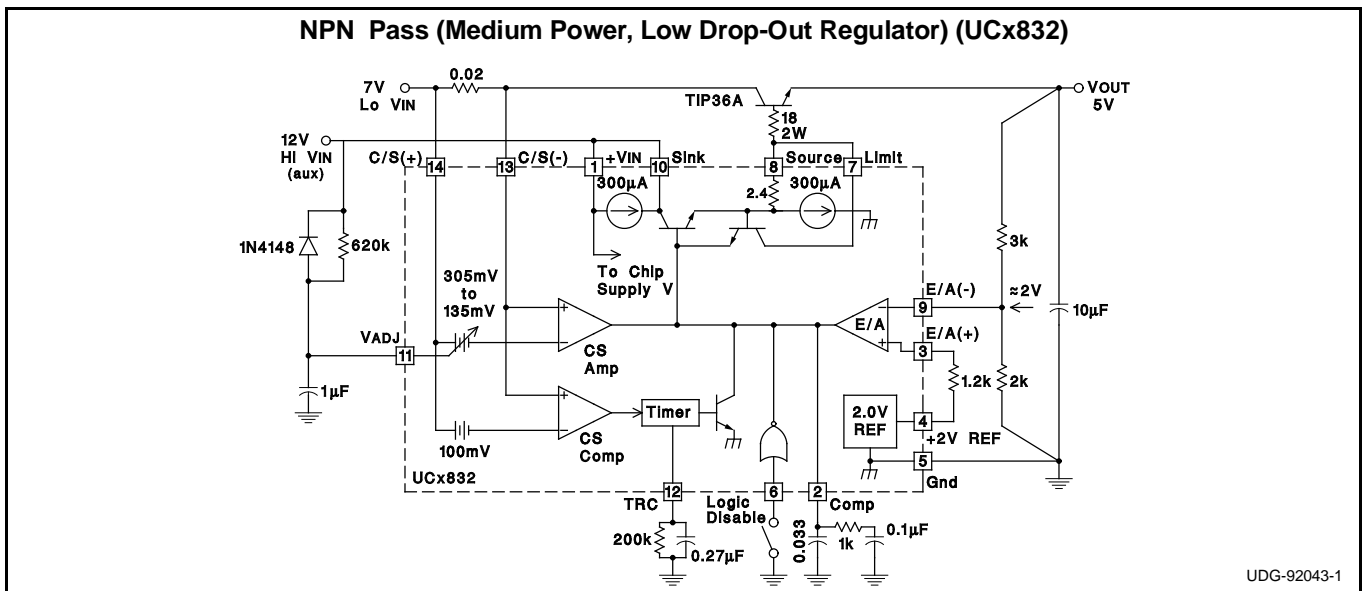 NPN Pass (Medium Power, Low Drop-Out Regulator) (UCx832)
7V
Lo VIN
0.02
TIP36A
18
2W
VOUT
5V
12V
HI VIN
(aux)
C/S(+)
14
13
C/S(-)
1
+VIN
10
Sink
8
Source
7
Limit
300µA
2.4
300µA
1N4148
620k
To Chip
Supply V
3k
305mV
to
135mV
VADJ
11
CS
Amp
E/A
E/A(-)
9
≈2V
10µF
E/A(+)
3
1.2k
2k
1µF
100mV
CS
Comp
Timer
2.0V
REF
4
+2V REF
5
Gnd
UCx832
12
TRC
6
Logic
Disable
2
Comp
200k
0.27µF
0.033
1k
0.1µF
UDG-92043-1